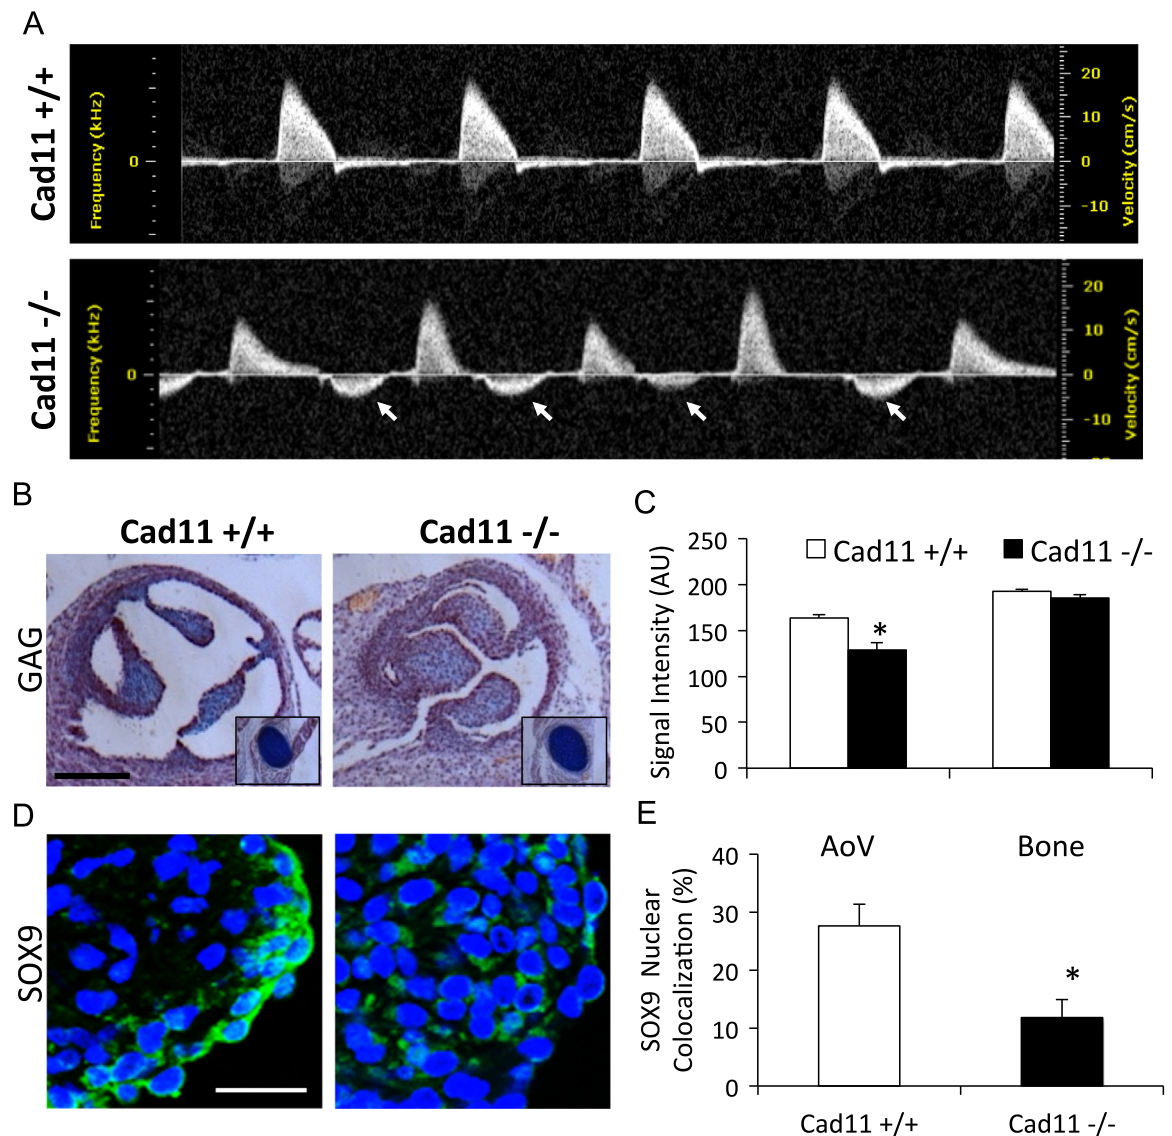 A
Cad11 +/+
Frequency (kHz)
0
20
10
0
-10
Velocity (cm/s)
Cad11 -/-
Frequency (kHz)
0
20
10
0
-10
Velocity (cm/s)
B
Cad11 +/+
Cad11 -/-
GAG
C
Signal Intensity (AU)
250
200
150
100
50
0
Cad11 +/+
Cad11 -/-
*
AoV
Bone
D
SOX9
E
SOX9 Nuclear
Colocalization (%)
40
30
20
10
0
*
Cad11 +/+
Cad11 -/-